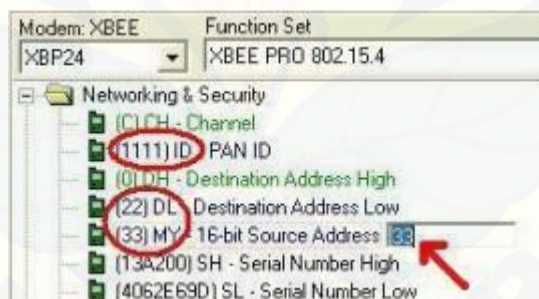 Modem: XBEE Function Set
XBP24 XBEE PRO 802.15.4
Networking & Security
(C) CH - Channel
(1111) ID - PAN ID
(0) DH - Destination Address High
(22) DL - Destination Address Low
(33) MY - 16-bit Source Address 33
(13A200) SH - Serial Number High
(4062E69D) SL - Serial Number Low